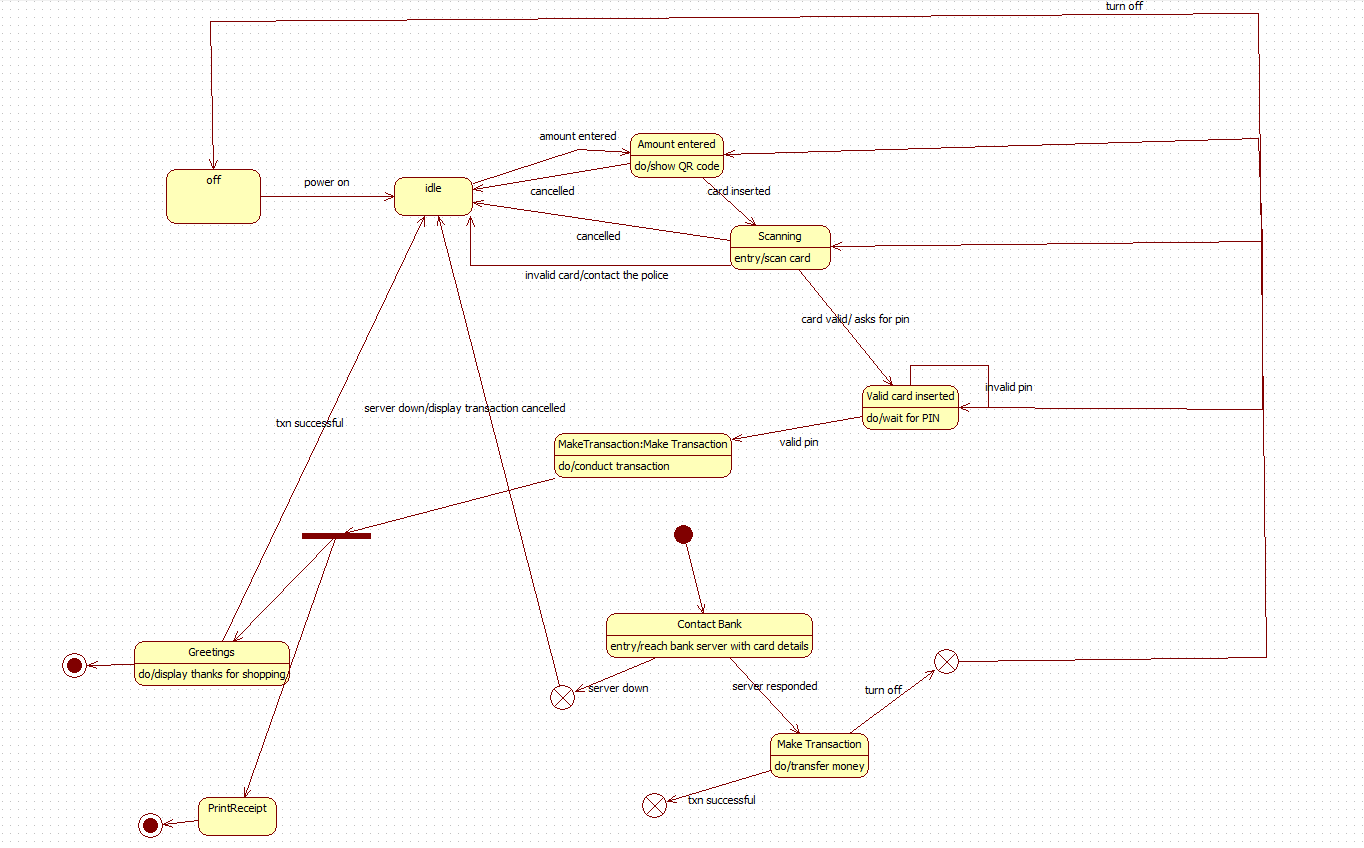 turn off
amount entered
Amount entered
do/show QR code
off
power on
idle
cancelled
card inserted
cancelled
Scanning
entry/scan card
invalid card/contact the police
card valid/ asks for pin
invalid pin
Valid card inserted
do/wait for PIN
server down/display transaction cancelled
txn successful
valid pin
MakeTransaction:Make Transaction
do/conduct transaction
Contact Bank
entry/reach bank server with card details
Greetings
do/display thanks for shopping
server down
server responded
turn off
Make Transaction
do/transfer money
txn successful
PrintReceipt